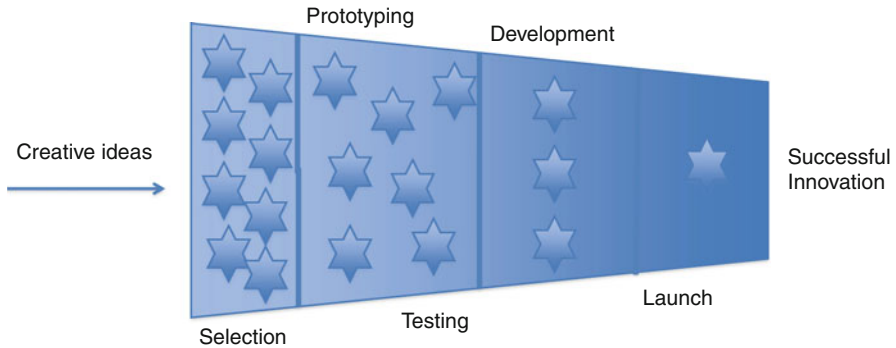 Prototyping
Development
Creative ideas
Successful
Innovation
Selection
Testing
Launch